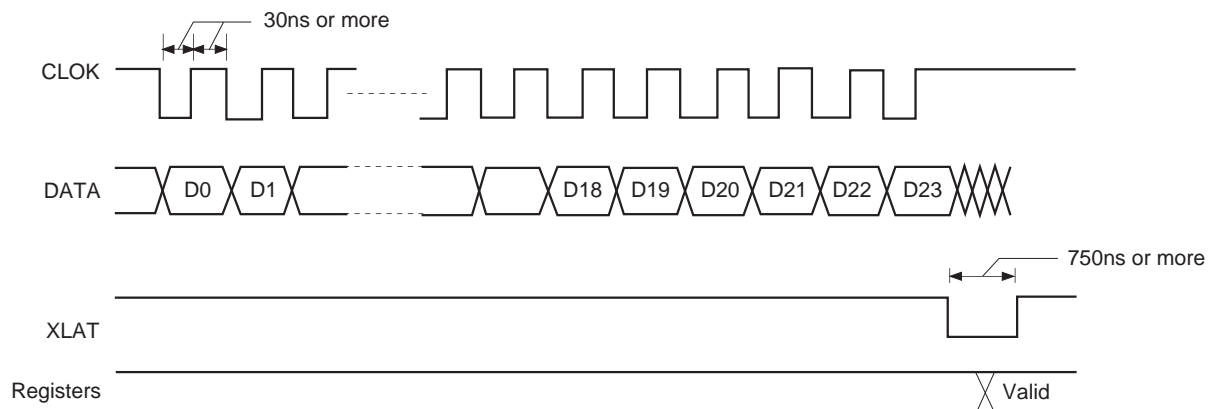 30ns or more
CLOK
DATA
D0 D1 D18 D19 D20 D21 D22 D23
750ns or more
XLAT
Registers
Valid